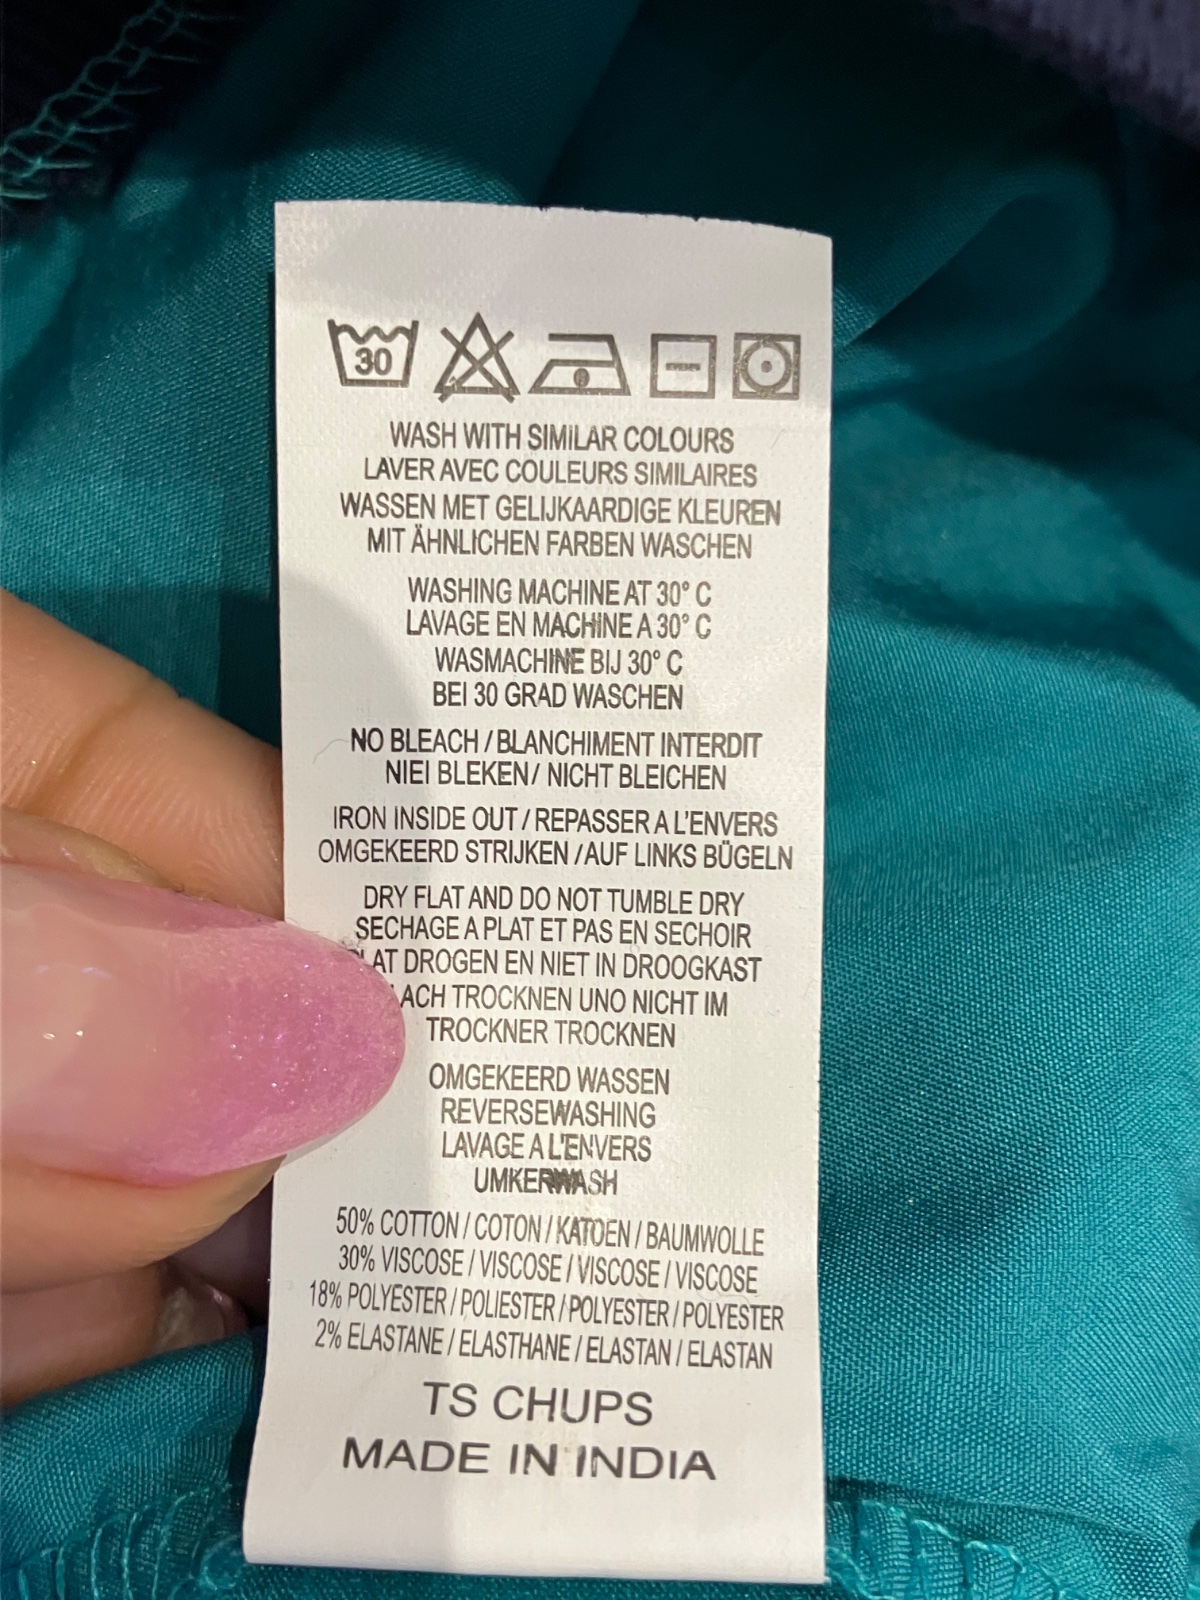 30
WASH WITH SIMILAR COLOURS
LAVER AVEC COULEURS SIMILAIRES
WASSEN MET GELIJKAARDIGE KLEUREN
MIT ÄHNLICHEN FARBEN WASCHEN
WASHING MACHINE AT 30° C
LAVAGE EN MACHINE A 30° C
WASMACHINE BIJ 30° C
BEI 30 GRAD WASCHEN
NO BLEACH / BLANCHIMENT INTERDIT
NIEI BLEKEN / NICHT BLEICHEN
IRON INSIDE OUT / REPASSER A L'ENVERS
OMGEKEERD STRIJKEN / AUF LINKS BÜGELN
DRY FLAT AND DO NOT TUMBLE DRY
SECHAGE A PLAT ET PAS EN SECHOIR
DROGEN EN NIET IN DROOGKAST
TROCKNEN UNO NICHT IM
TROCKNER TROCKNEN
OMGEKEERD WASSEN
REVERSEWASHING
LAVAGE A L'ENVERS
UMKERWASH
50% COTTON / COTON / KATOEN / BAUMWOLLE
30% VISCOSE / VISCOSE / VISCOSE / VISCOSE
18% POLYESTER / POLIESTER / POLYESTER / POLYESTER
2% ELASTANE / ELASTHANE / ELASTAN / ELASTAN
TS CHUPS
MADE IN INDIA